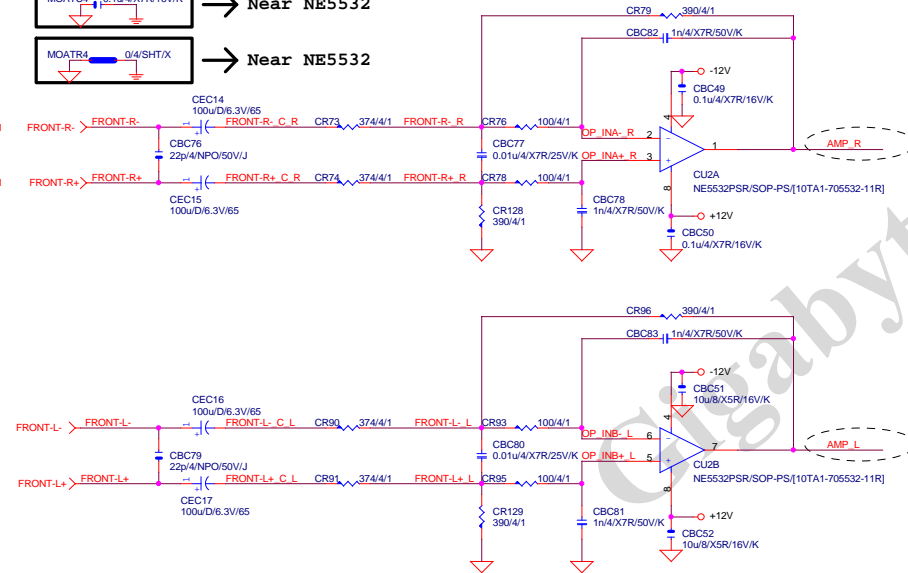 Near NE5532
MOATR4 0/4/SHT/X
Near NE5532
CR79 390/4/1
CBC82 1n/4/X7R/50V/K
-12V
CBC49
0.1u/4/X7R/16V/K
CEC14
100u/D/6.3V/65
FRONT-R- FRONT-R- 1 FRONT-R-_C_R CR73 374/4/1 FRONT-R-_R CR76 100/4/1
OP_INA-_R 2 4
CBC76
22p/4/NPO/50V/J
CBC77
0.01u/4/X7R/25V/K
OP_INA+_R 3 1 AMP_R
FRONT-R+ FRONT-R+ 1 FRONT-R+_C_R CR74 374/4/1 FRONT-R+_R CR78 100/4/1
CEC15
100u/D/6.3V/65
CU2A
NE5532PSR/SOP-PS/[10TA1-705532-11R]
8
CR128
390/4/1
CBC78
1n/4/X7R/50V/K
+12V
CBC50
0.1u/4/X7R/16V/K
Gigabyt
CR96 390/4/1
CBC83 1n/4/X7R/50V/K
-12V
CBC51
10u/8/X5R/16V/K
CEC16
100u/D/6.3V/65
FRONT-L- FRONT-L- 1 FRONT-L-_C_L CR90 374/4/1 FRONT-L-_L CR93 100/4/1
OP_INB-_L 6 4
CBC79
22p/4/NPO/50V/J
CBC80
0.01u/4/X7R/25V/K
OP_INB+_L 5 7 AMP_L
FRONT-L+ FRONT-L+ 1 FRONT-L+_C_L CR91 374/4/1 FRONT-L+_L CR95 100/4/1
CEC17
100u/D/6.3V/65
CU2B
NE5532PSR/SOP-PS/[10TA1-705532-11R]
8
CR129
390/4/1
CBC81
1n/4/X7R/50V/K
+12V
CBC52
10u/8/X5R/16V/K